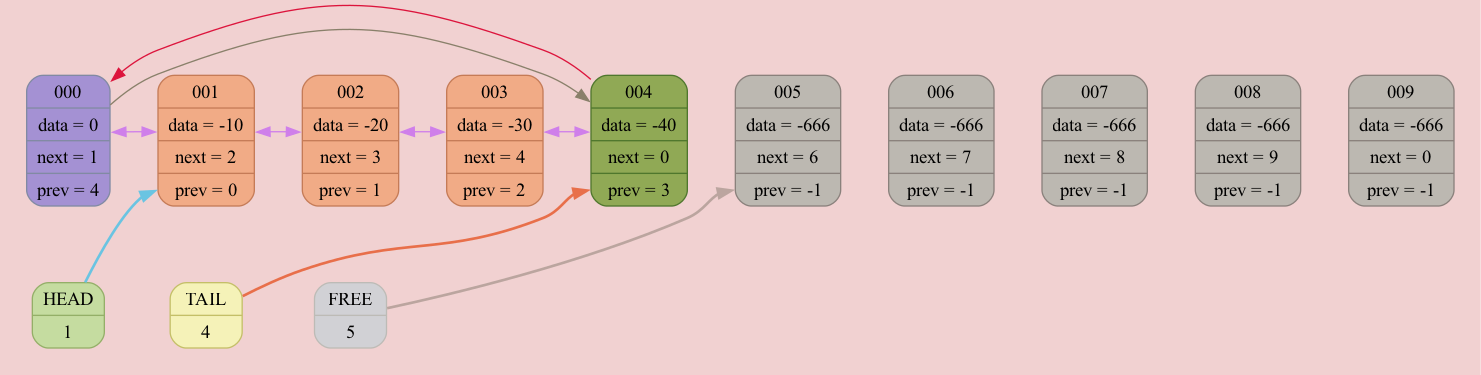 000
data = 0
next = 1
prev = 4
001
data = -10
next = 2
prev = 0
002
data = -20
next = 3
prev = 1
003
data = -30
next = 4
prev = 2
004
data = -40
next = 0
prev = 3
005
data = -666
next = 6
prev = -1
006
data = -666
next = 7
prev = -1
007
data = -666
next = 8
prev = -1
008
data = -666
next = 9
prev = -1
009
data = -666
next = 0
prev = -1
HEAD
1
TAIL
4
FREE
5